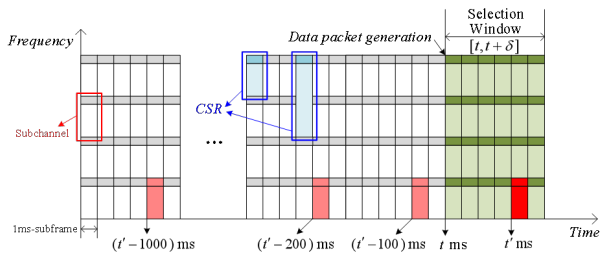 Selection
Window
[t, t + δ]
Data packet generation
Frequency
CSR
Subchannel
...
1ms-subframe
Time
(t′ − 1000) ms
(t′ − 200) ms
(t′ − 100) ms
t ms
t′ ms